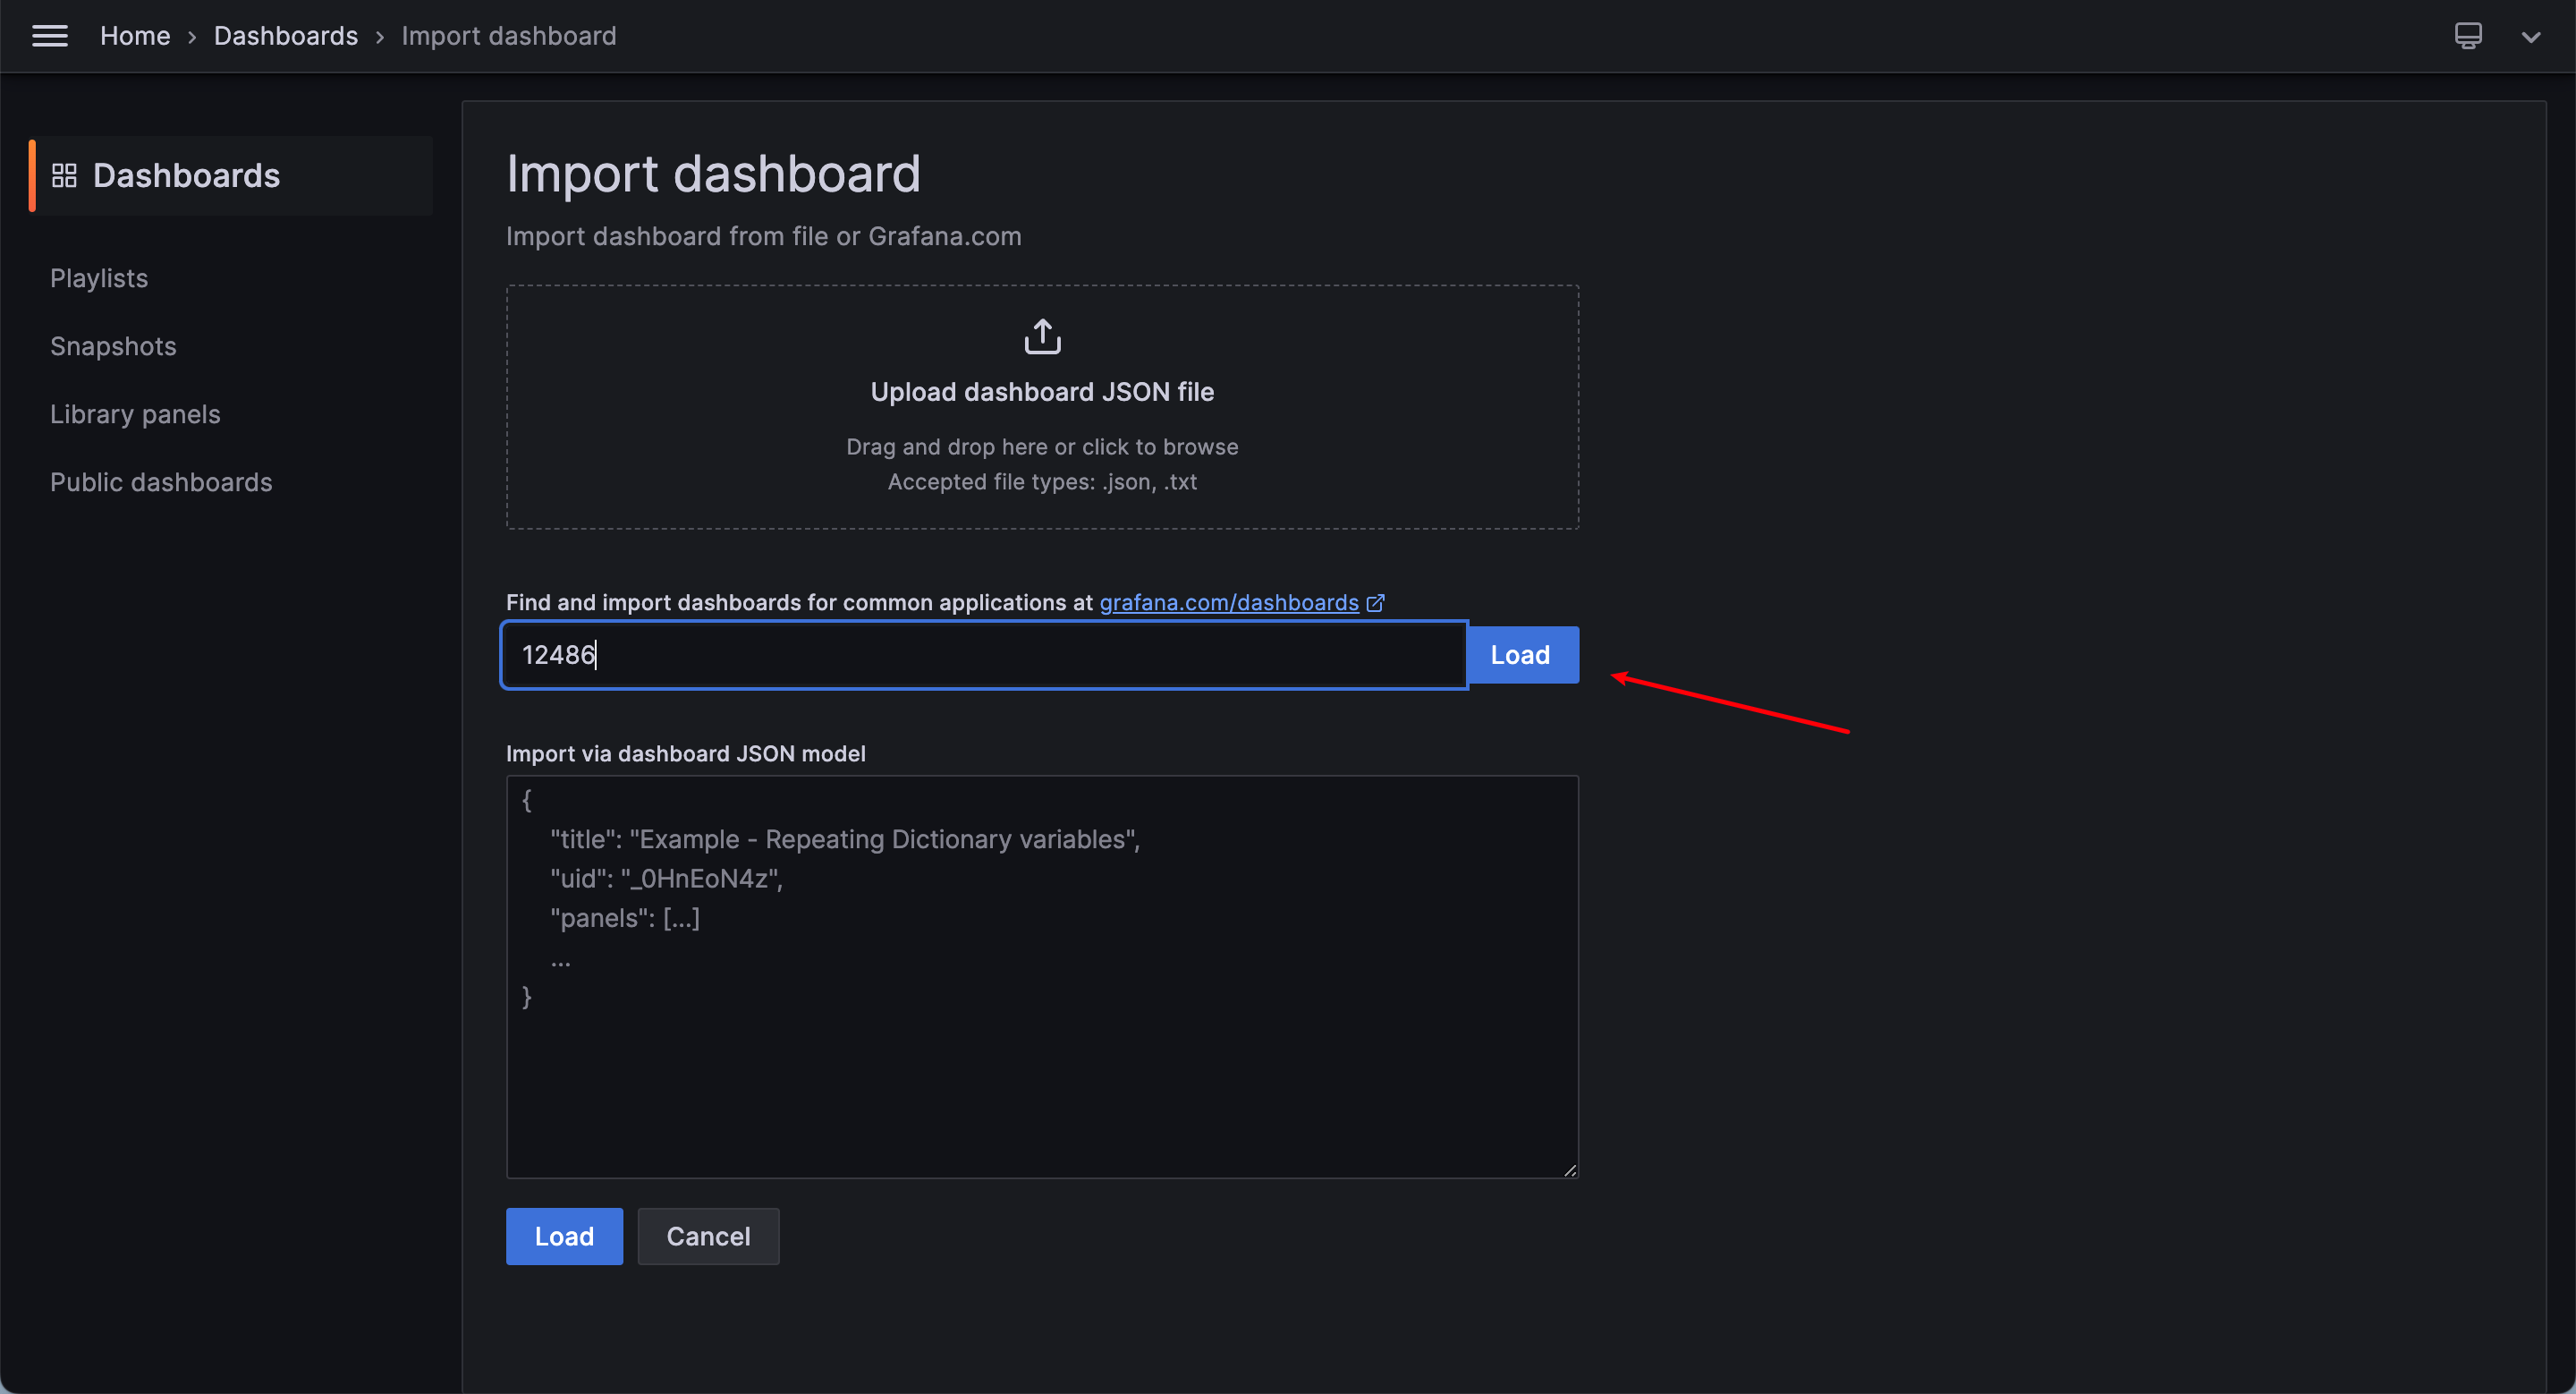 Home › Dashboards › Import dashboard
Dashboards
Playlists
Snapshots
Library panels
Public dashboards
Import dashboard
Import dashboard from file or Grafana.com
Upload dashboard JSON file
Drag and drop here or click to browse
Accepted file types: .json, .txt
Find and import dashboards for common applications at grafana.com/dashboards
12486
Load
Import via dashboard JSON model
{
"title": "Example - Repeating Dictionary variables",
"uid": "_0HnEoN4z",
"panels": [...]
...
}
Load
Cancel